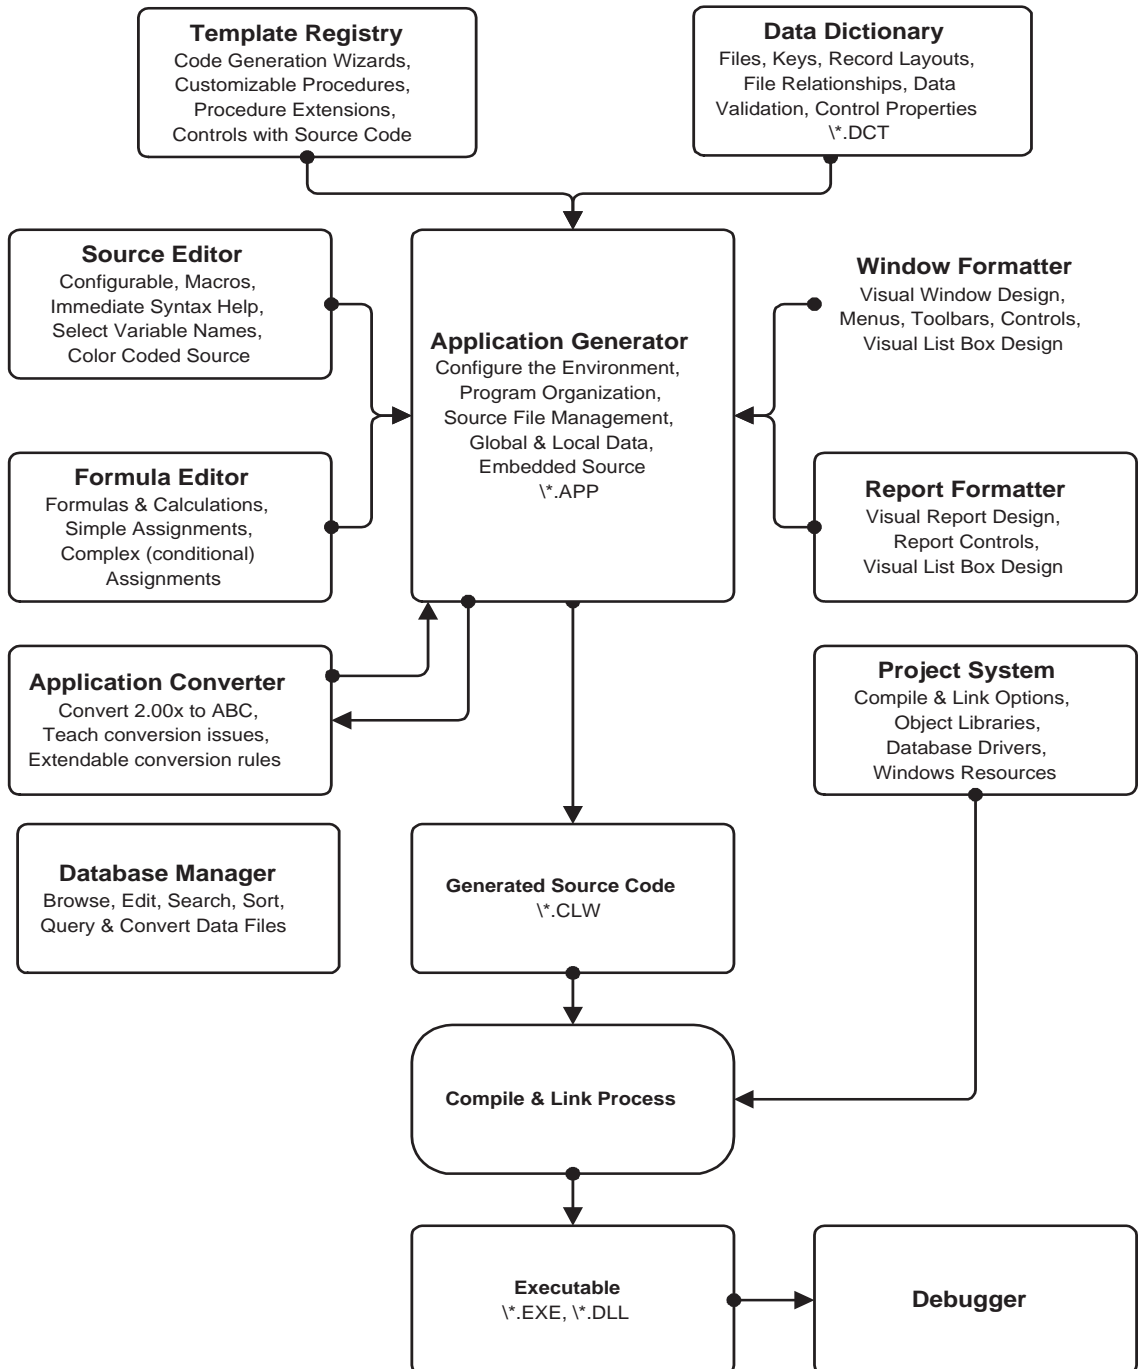 Template Registry
Code Generation Wizards,
Customizable Procedures,
Procedure Extensions,
Controls with Source Code
Data Dictionary
Files, Keys, Record Layouts,
File Relationships, Data
Validation, Control Properties
\*.DCT
Source Editor
Configurable, Macros,
Immediate Syntax Help,
Select Variable Names,
Color Coded Source
Application Generator
Configure the Environment,
Program Organization,
Source File Management,
Global & Local Data,
Embedded Source
\*.APP
Window Formatter
Visual Window Design,
Menus, Toolbars, Controls,
Visual List Box Design
Formula Editor
Formulas & Calculations,
Simple Assignments,
Complex (conditional)
Assignments
Report Formatter
Visual Report Design,
Report Controls,
Visual List Box Design
Application Converter
Convert 2.00x to ABC,
Teach conversion issues,
Extendable conversion rules
Project System
Compile & Link Options,
Object Libraries,
Database Drivers,
Windows Resources
Database Manager
Browse, Edit, Search, Sort,
Query & Convert Data Files
Generated Source Code
\*.CLW
Compile & Link Process
Executable
\*.EXE, \*.DLL
Debugger